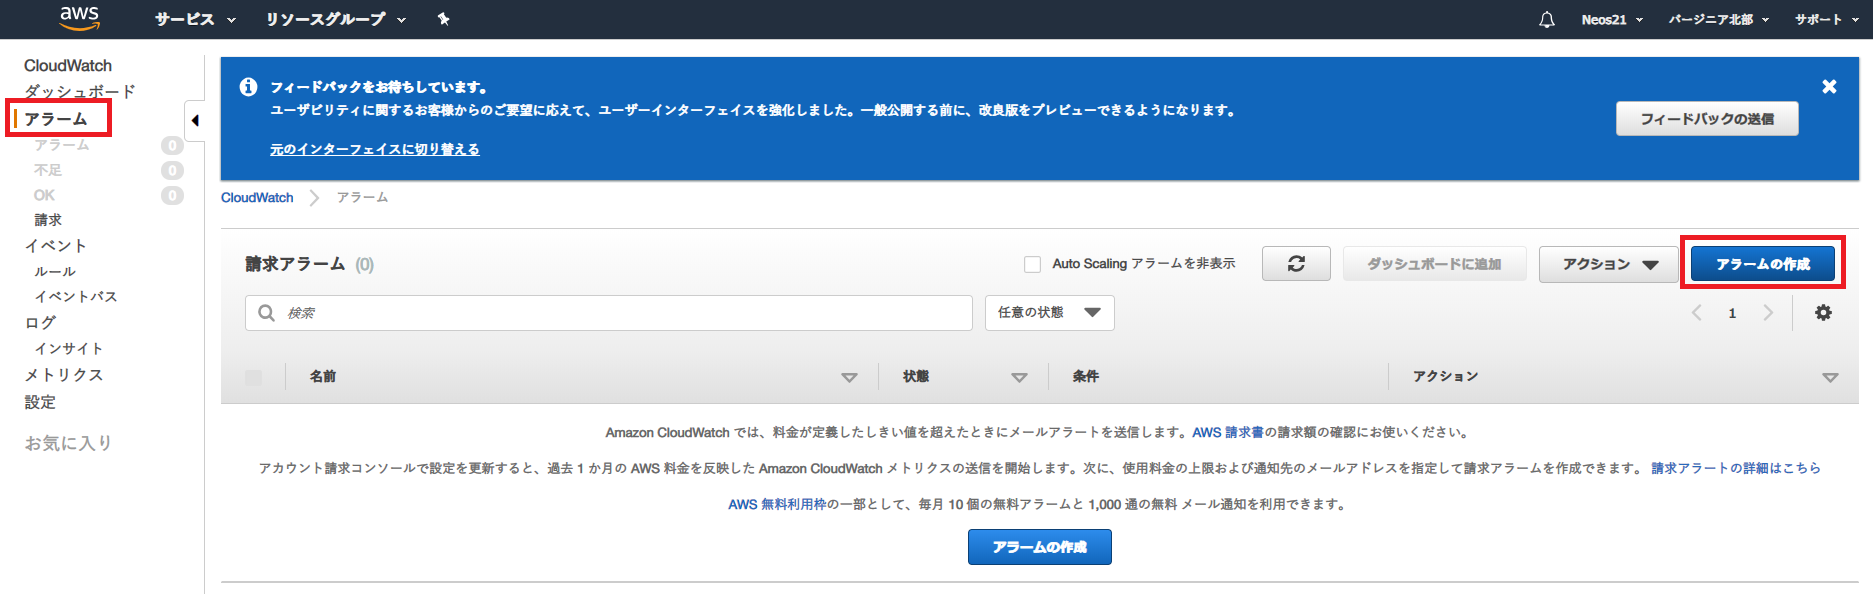 aws サービス リソースグループ Neos21 バージニア北部 サポート
CloudWatch
ダッシュボード
アラーム
アラーム 0
不足 0
OK 0
請求
イベント
ルール
イベントバス
ログ
インサイト
メトリクス
設定
お気に入り
フィードバックをお待ちしています。
ユーザビリティに関するお客様からのご要望に応えて、ユーザーインターフェイスを強化しました。一般公開する前に、改良版をプレビューできるようになります。
元のインターフェイスに切り替える
フィードバックの送信
CloudWatch アラーム
請求アラーム (0)
Auto Scaling アラームを非表示
ダッシュボードに追加
アクション
アラームの作成
検索
任意の状態
1
名前 状態 条件 アクション
Amazon CloudWatch では、料金が定義したしきい値を超えたときにメールアラートを送信します。AWS 請求書の請求額の確認にお使いください。
アカウント請求コンソールで設定を更新すると、過去 1 か月の AWS 料金を反映した Amazon CloudWatch メトリクスの送信を開始します。次に、使用料金の上限および通知先のメールアドレスを指定して請求アラームを作成できます。 請求アラートの詳細はこちら
AWS 無料利用枠の一部として、毎月 10 個の無料アラームと 1,000 通の無料 メール通知を利用できます。
アラームの作成